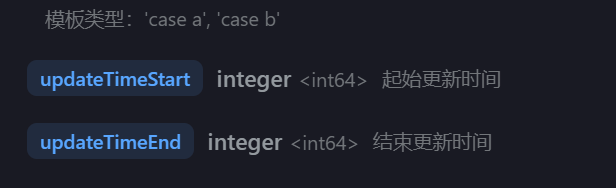 模板类型：'case a', 'case b'
updateTimeStart integer <int64> 起始更新时间
updateTimeEnd integer <int64> 结束更新时间